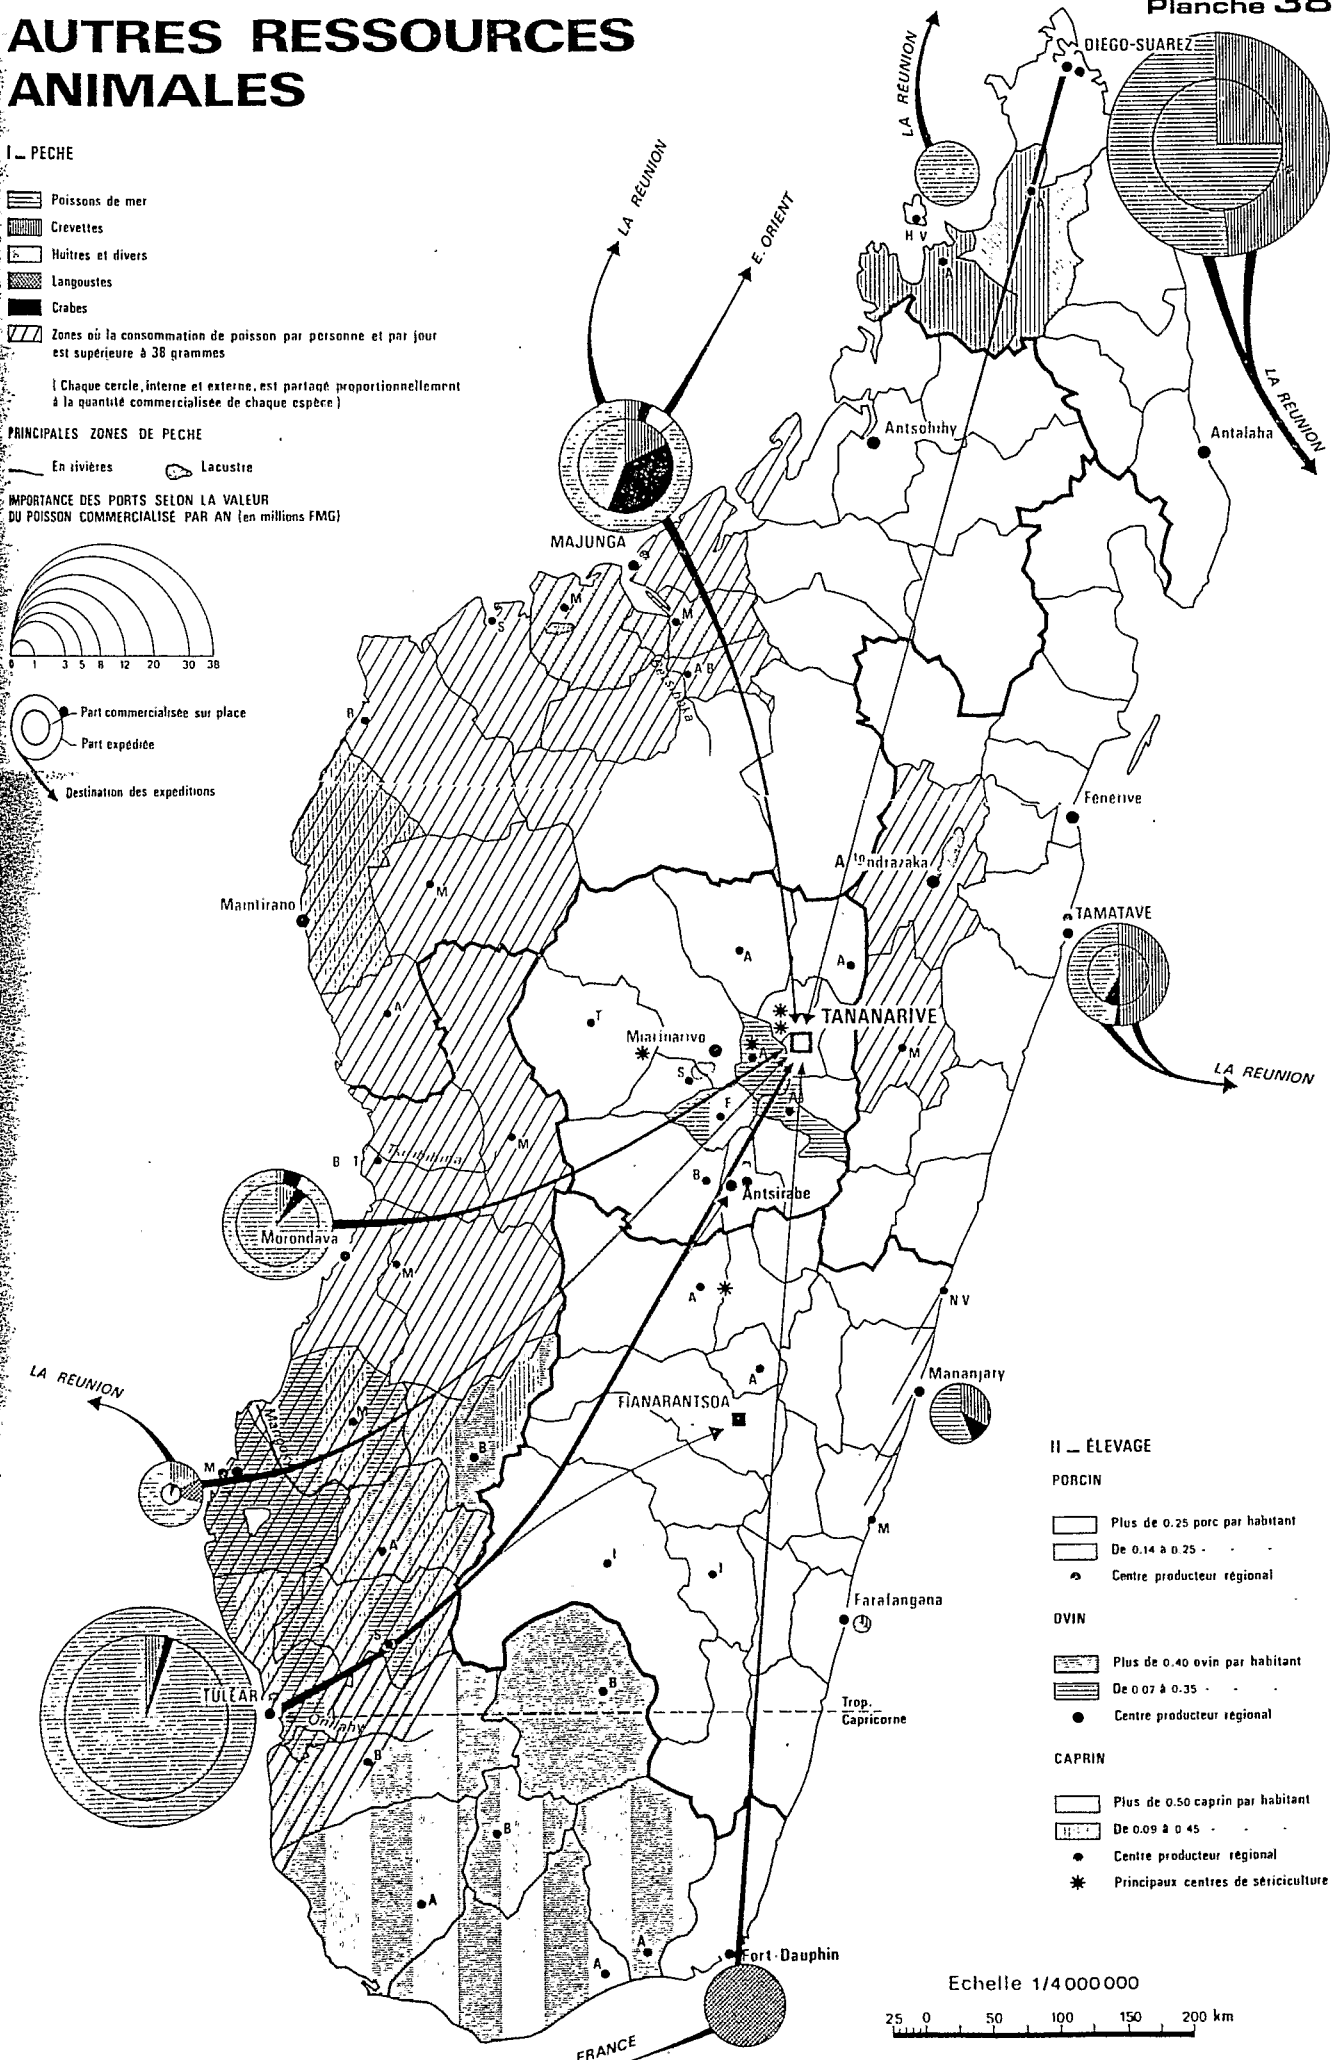 Planche 38
AUTRES RESSOURCES
ANIMALES
I _ PECHE
Poissons de mer
Crevettes
Huîtres et divers
Langoustes
Crabes
Zones où la consommation de poisson par personne et par jour
est supérieure à 38 grammes
( Chaque cercle, interne et externe, est partagé proportionnellement
à la quantité commercialisée de chaque espèce )
PRINCIPALES ZONES DE PECHE
En rivières
Lacustre
IMPORTANCE DES PORTS SELON LA VALEUR
DU POISSON COMMERCIALISE PAR AN (en millions FMG)
0 1 3 5 8 12 20 30 38
Part commercialisée sur place
Part expédiée
Destination des expéditions
LA REUNION
DIEGO-SUAREZ
LA REUNION
E. ORIENT
H V
A
A
LA REUNION
Antsohihy
Antalaha
MAJUNGA
M
S
M
A B
Betsiboka
R
Fenérive
ndrazaka
M
Maintirano
TAMATAVE
A
A
A
T
Miarinarivo
TANANARIVE
A
S
M
LA REUNION
F
A
B T
Tsiribihina
M
B
Antsirabe
Morondava
M
A
N V
LA REUNION
A
Mananjary
FIANARANTSOA
M
Mangoky
B
M
M
A
I
I
Farafangana
S
TULEAR
B
Trop.
Capricorne
Onilahy
B
B
A
A
A
Fort-Dauphin
FRANCE
II _ ÉLEVAGE
PORCIN
Plus de 0.25 porc par habitant
De 0.14 à 0.25 - - -
Centre producteur régional
OVIN
Plus de 0.40 ovin par habitant
De 0 07 à 0.35 - - -
Centre producteur régional
CAPRIN
Plus de 0.50 caprin par habitant
De 0.09 à 0 45 - - -
Centre producteur régional
Principaux centres de sériciculture
Echelle 1/4 000 000
25 0 50 100 150 200 km